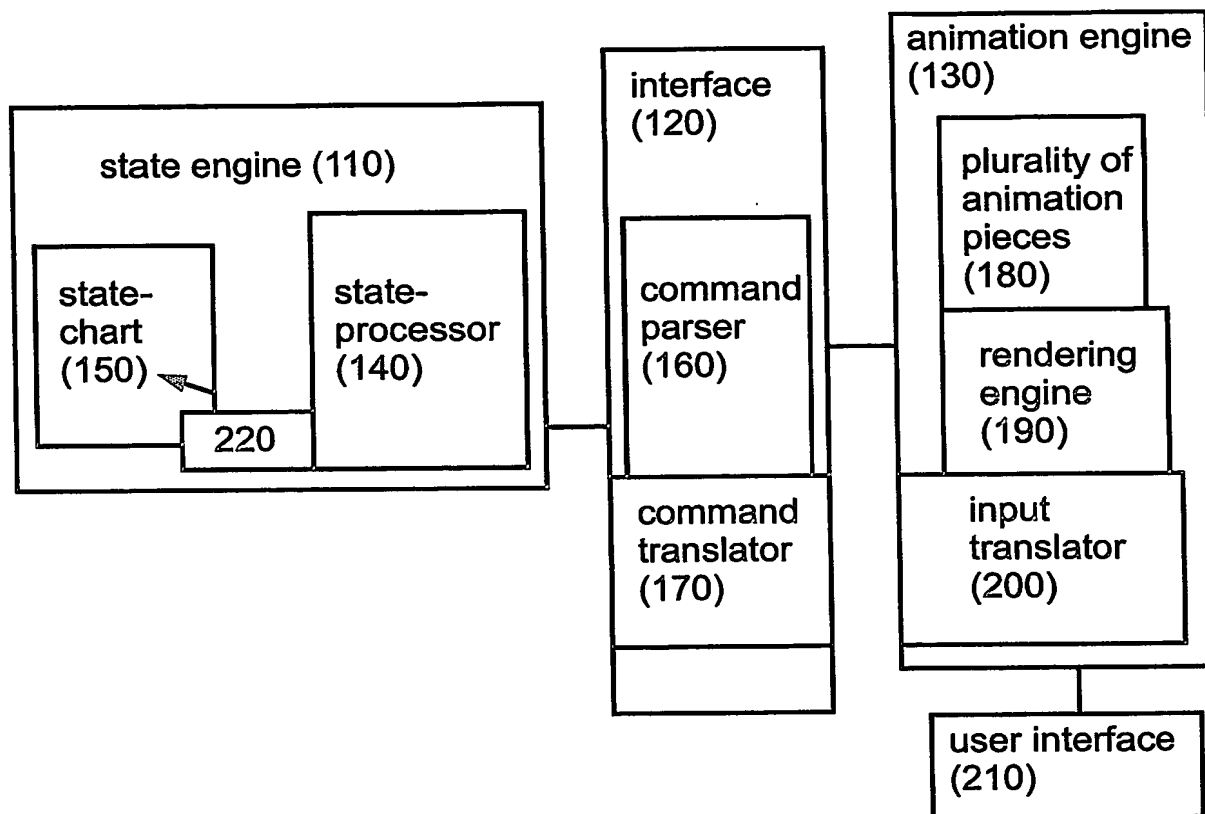 state engine (110)
state-
chart
(150)
state-
processor
(140)
220
interface
(120)
command
parser
(160)
command
translator
(170)
animation engine
(130)
plurality of
animation
pieces
(180)
rendering
engine
(190)
input
translator
(200)
user interface
(210)